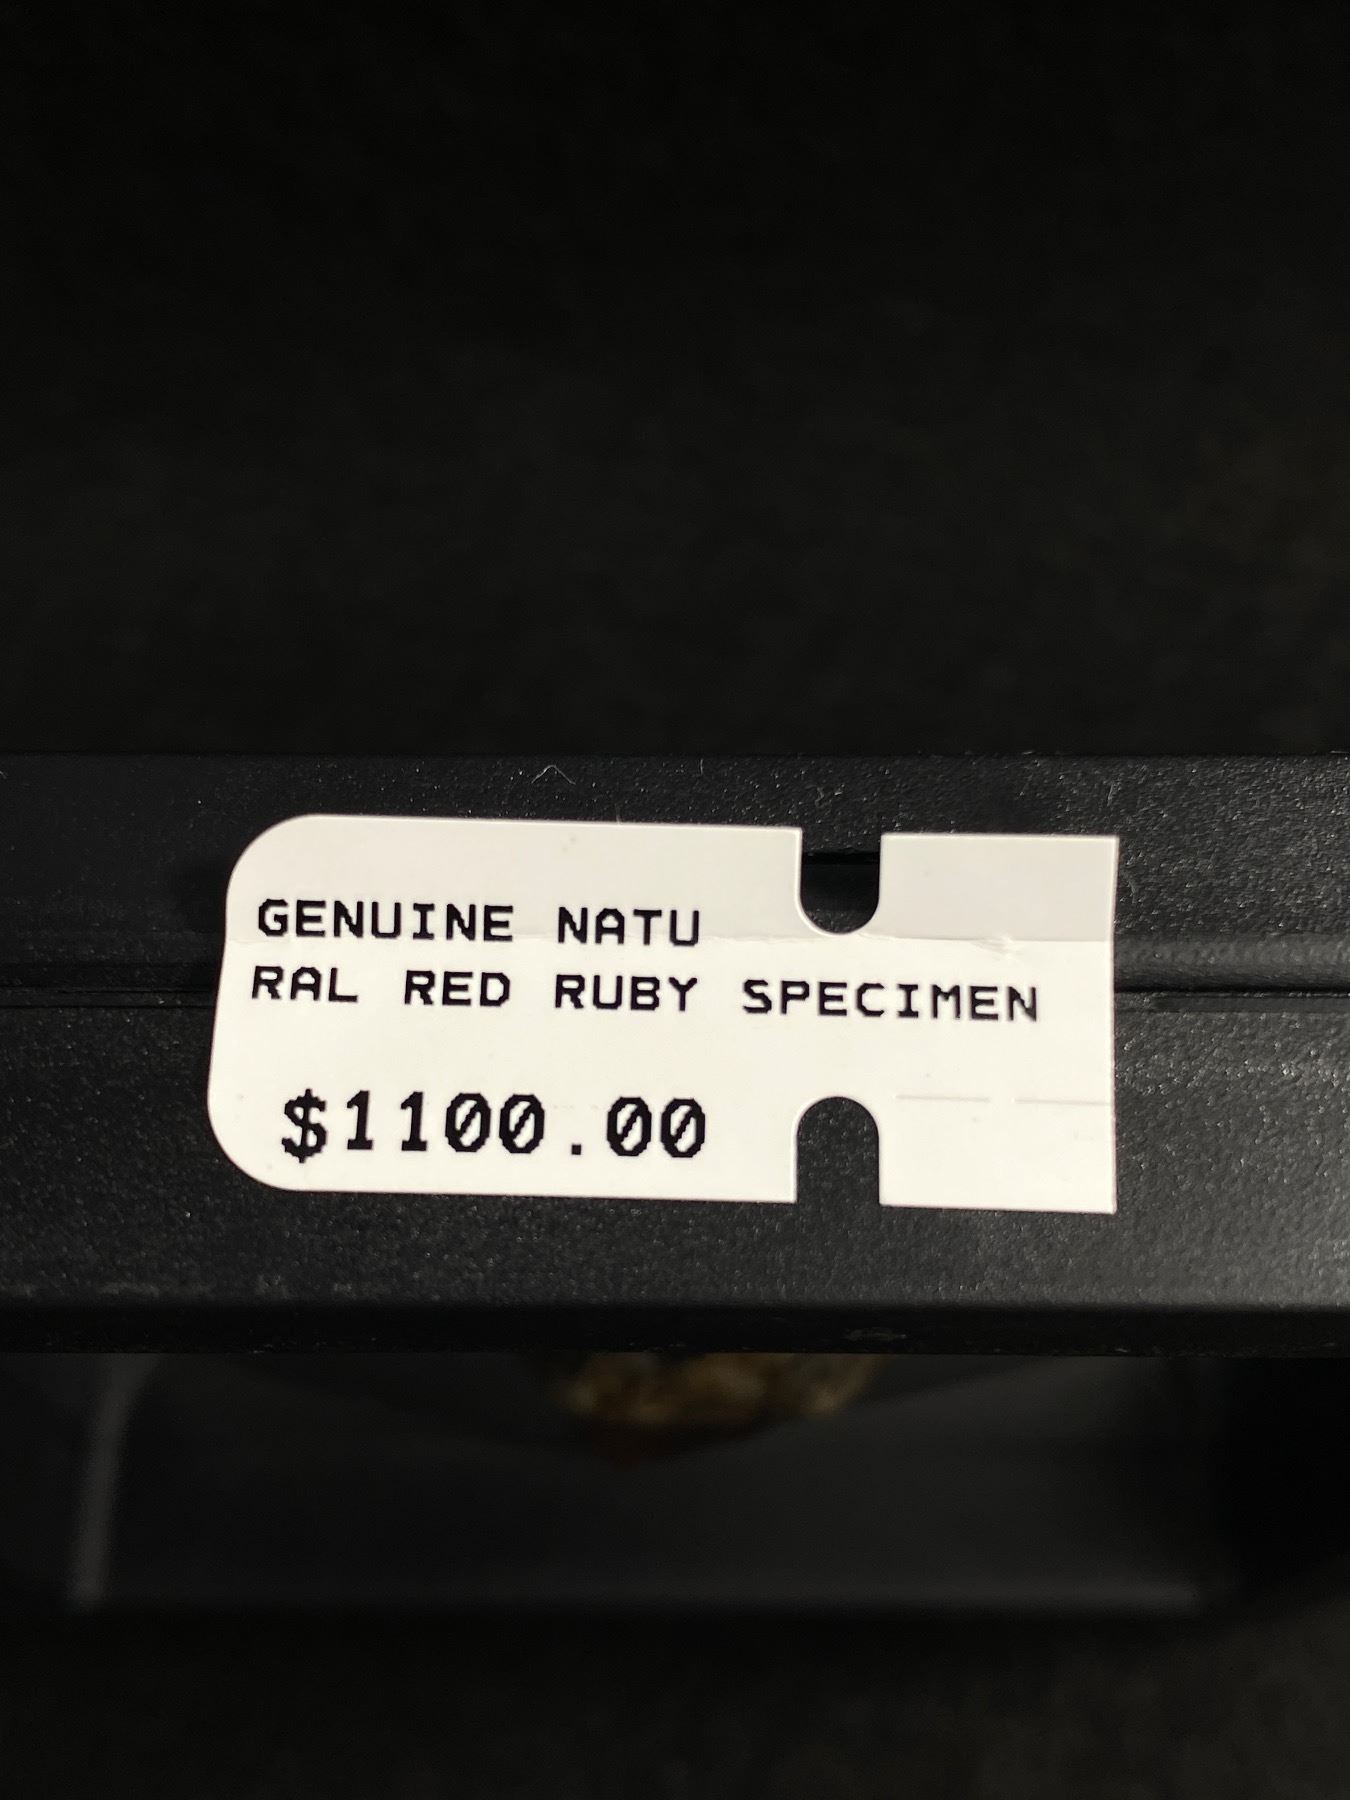 GENUINE NATU
RAL RED RUBY SPECIMEN
$1100.00